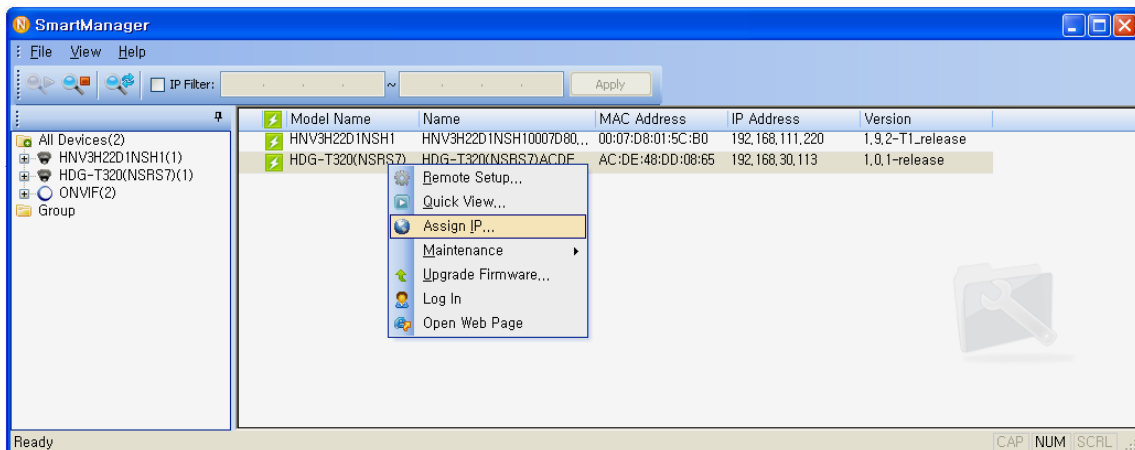 SmartManager
File View Help
IP Filter: . . . ~ . . . Apply
All Devices(2)
HNV3H22D1NSH1(1)
HDG-T320(NSRS7)(1)
ONVIF(2)
Group
Model Name Name MAC Address IP Address Version
HNV3H22D1NSH1 HNV3H22D1NSH10007D80... 00:07:D8:01:5C:B0 192.168.111.220 1.9.2-T1_release
HDG-T320(NSRS7) HDG-T320(NSRS7)ACDE... AC:DE:48:DD:08:65 192.168.30.113 1.0.1-release
Remote Setup...
Quick View...
Assign IP...
Maintenance
Upgrade Firmware...
Log In
Open Web Page
Ready CAP NUM SCRL